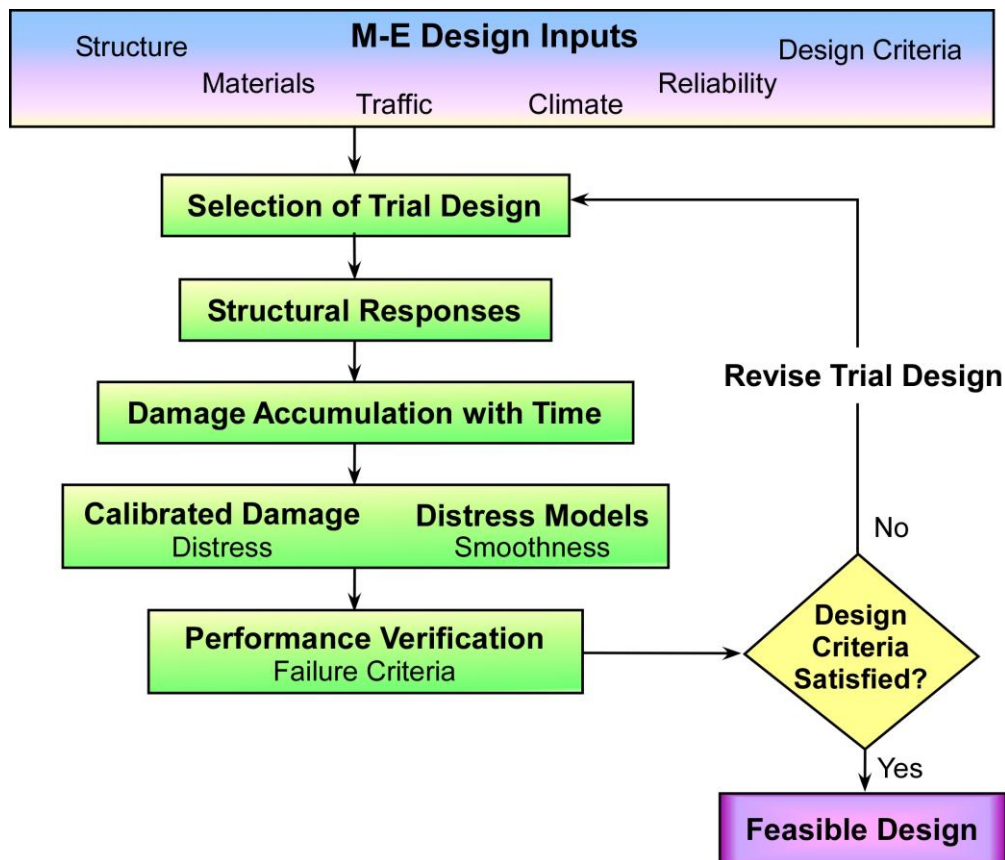 M-E Design Inputs
Structure
Design Criteria
Materials
Reliability
Traffic
Climate
Selection of Trial Design
Structural Responses
Revise Trial Design
Damage Accumulation with Time
Calibrated Damage
Distress Models
Distress
Smoothness
No
Performance Verification
Failure Criteria
Design
Criteria
Satisfied?
Yes
Feasible Design